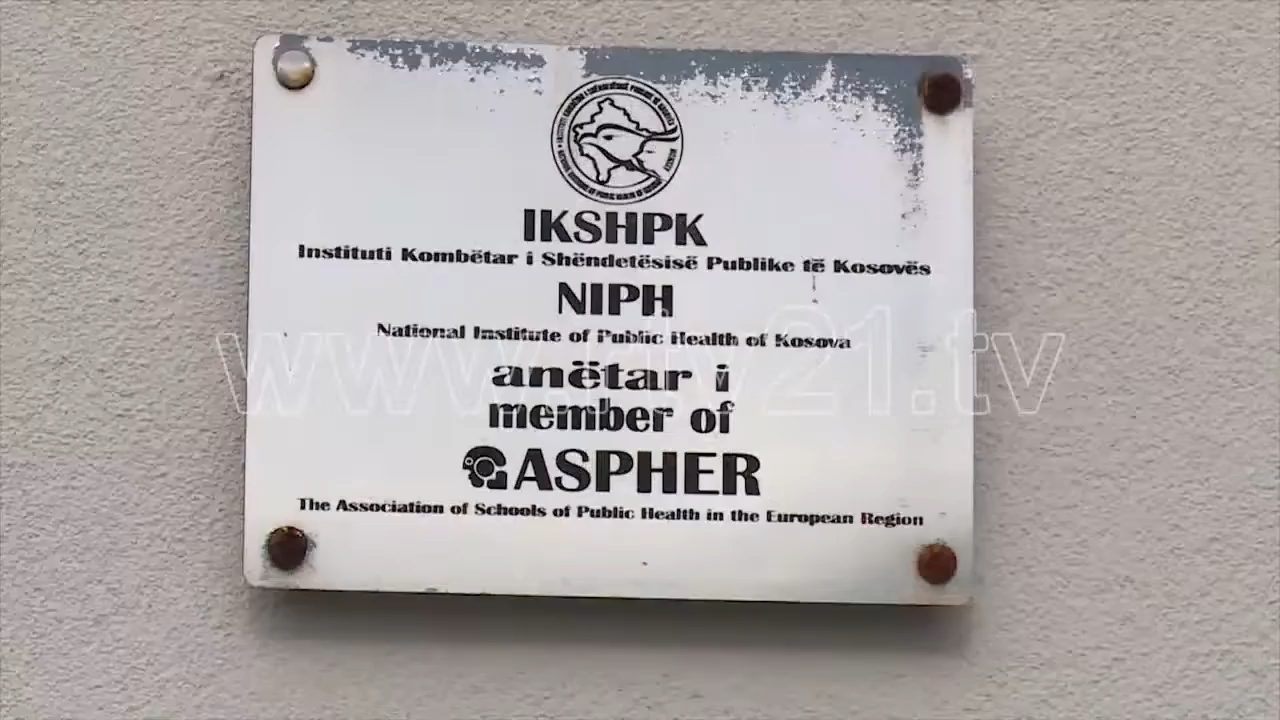 IKSHPK
Instituti Kombëtar i Shëndetësisë Publike të Kosovës
NIPH
National Institute of Public Health of Kosova
anëtar i
member of
ASPHER
The Association of Schools of Public Health in the European Region
www.rtv21.tv